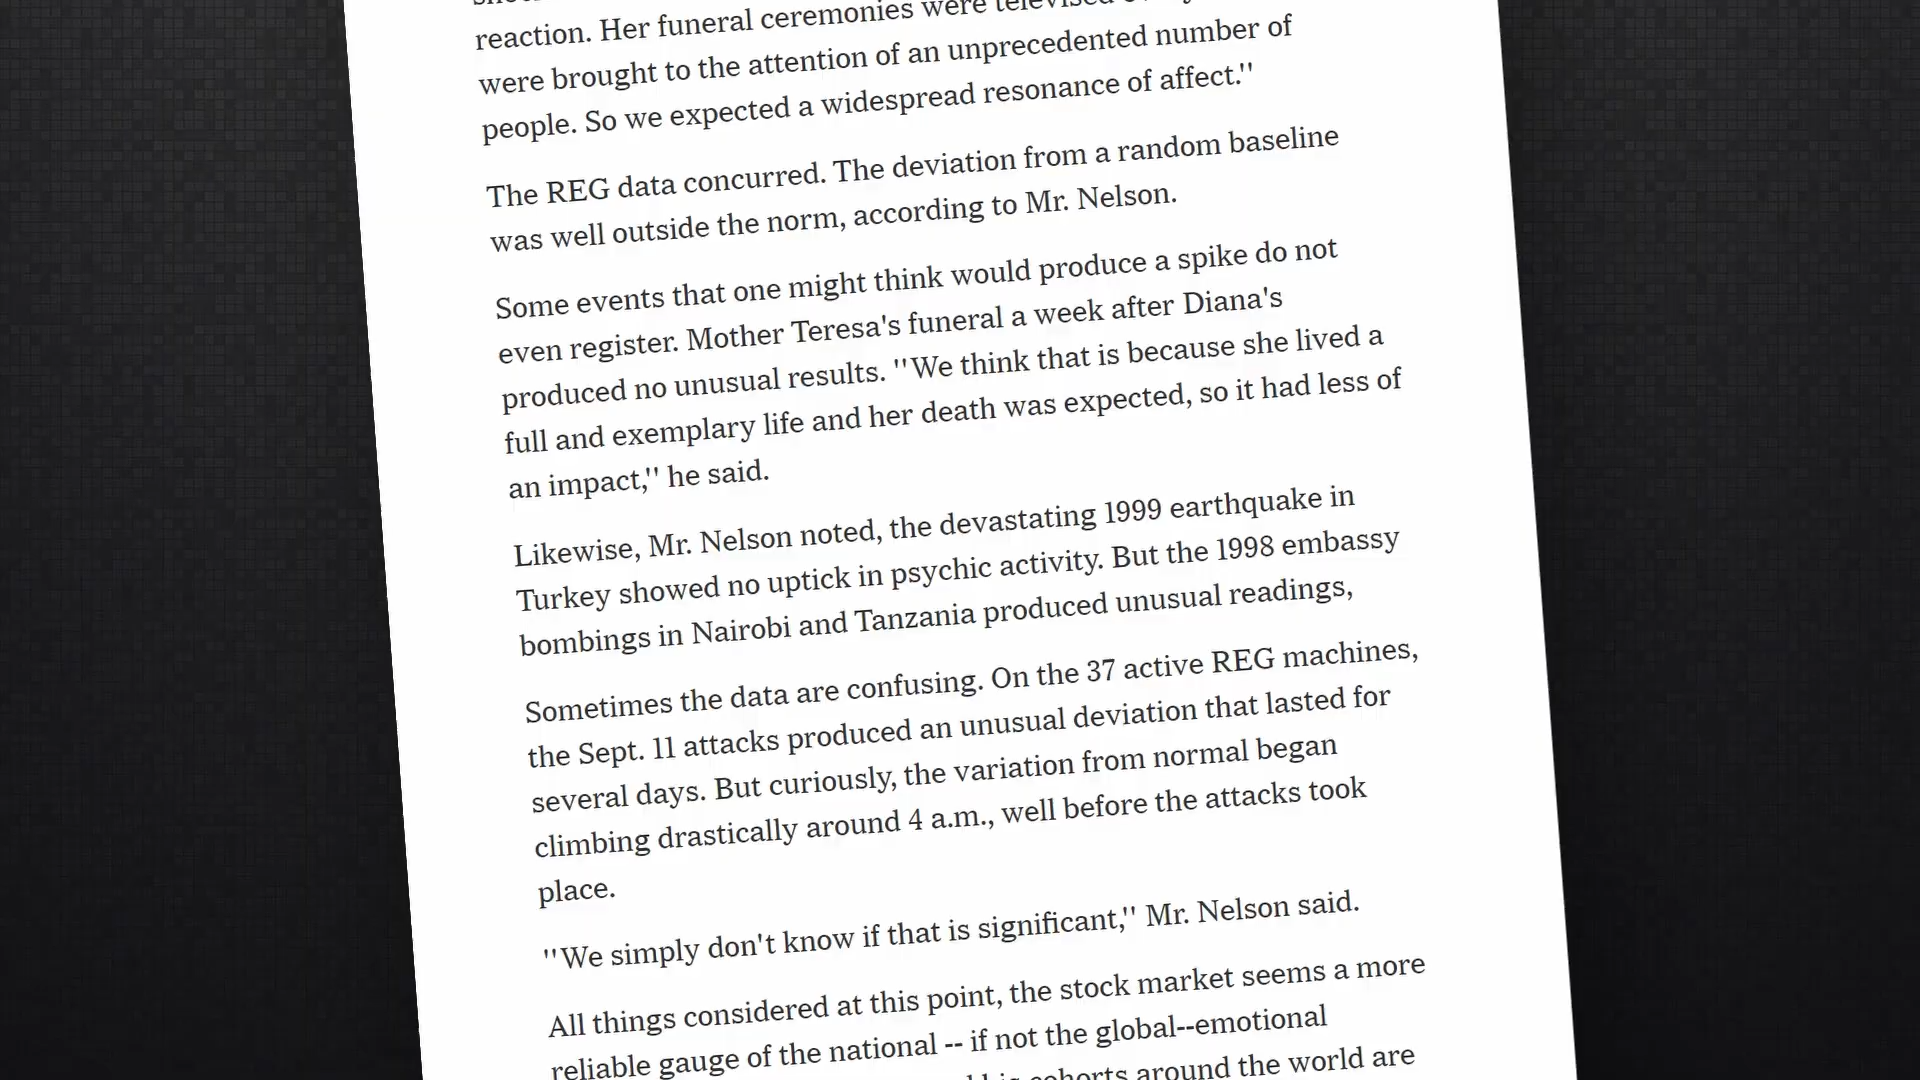 reaction. Her funeral ceremonies were televised
were brought to the attention of an unprecedented number of
people. So we expected a widespread resonance of affect.''
The REG data concurred. The deviation from a random baseline
was well outside the norm, according to Mr. Nelson.
Some events that one might think would produce a spike do not
even register. Mother Teresa's funeral a week after Diana's
produced no unusual results. ''We think that is because she lived a
full and exemplary life and her death was expected, so it had less of
an impact,'' he said.
Likewise, Mr. Nelson noted, the devastating 1999 earthquake in
Turkey showed no uptick in psychic activity. But the 1998 embassy
bombings in Nairobi and Tanzania produced unusual readings,
Sometimes the data are confusing. On the 37 active REG machines,
the Sept. 11 attacks produced an unusual deviation that lasted for
several days. But curiously, the variation from normal began
climbing drastically around 4 a.m., well before the attacks took
place.
''We simply don't know if that is significant,'' Mr. Nelson said.
All things considered at this point, the stock market seems a more
reliable gauge of the national -- if not the global--emotional
cohorts around the world are